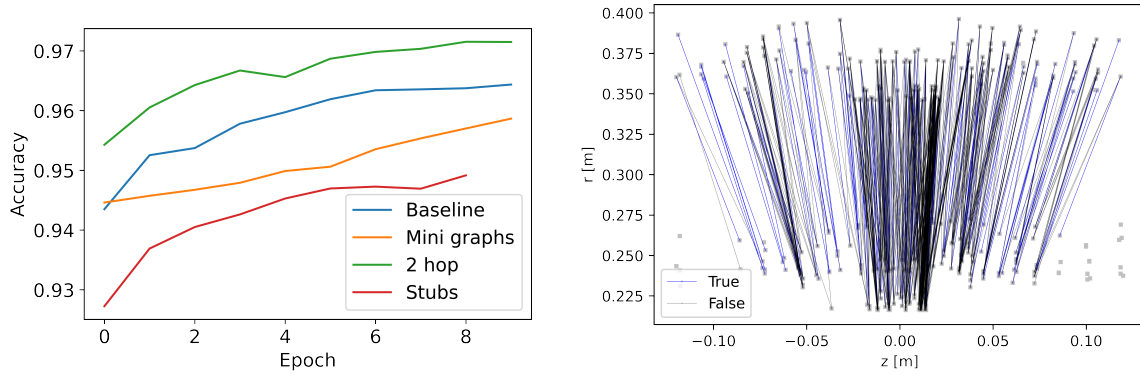 0.97
0.96
0.95
0.94
0.93
Accuracy
0 2 4 6 8
Epoch
Baseline
Mini graphs
2 hop
Stubs
0.400
0.375
0.350
0.325
0.300
0.275
0.250
0.225
r [m]
−0.10 −0.05 0.00 0.05 0.10
z [m]
True
False